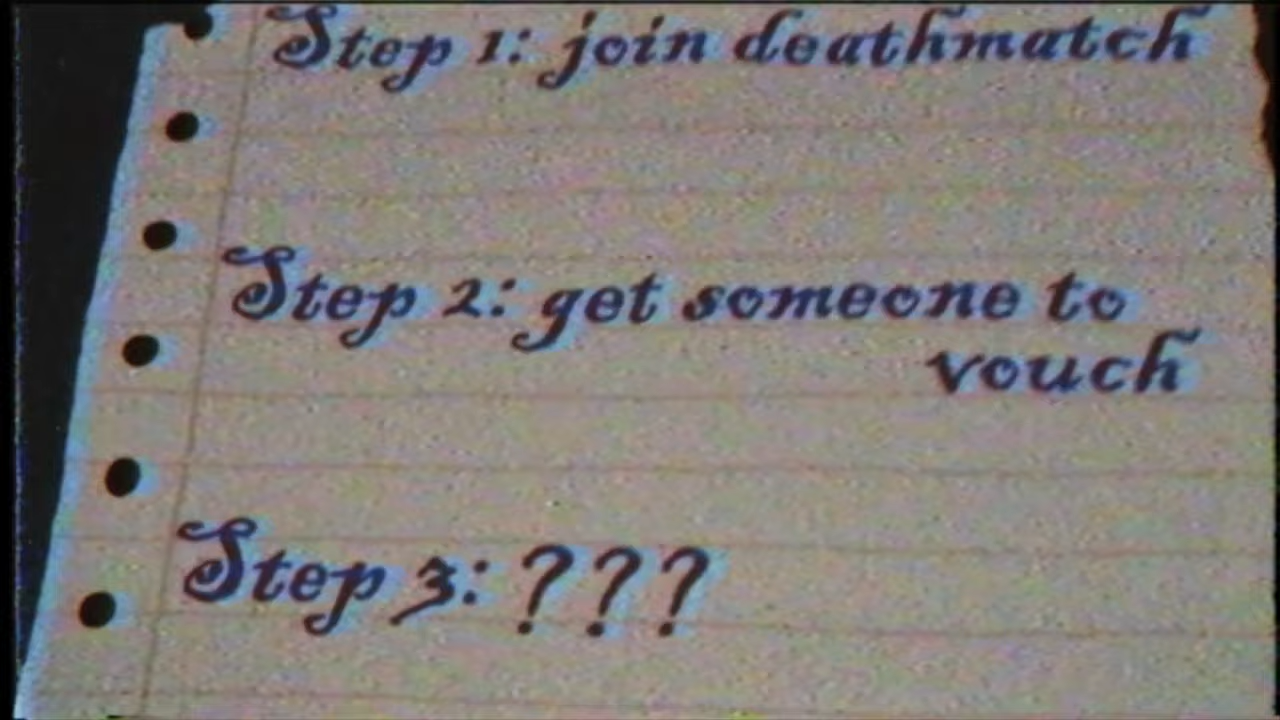 Step 1: join deathmatch
Step 2: get someone to
vouch
Step 3: ???